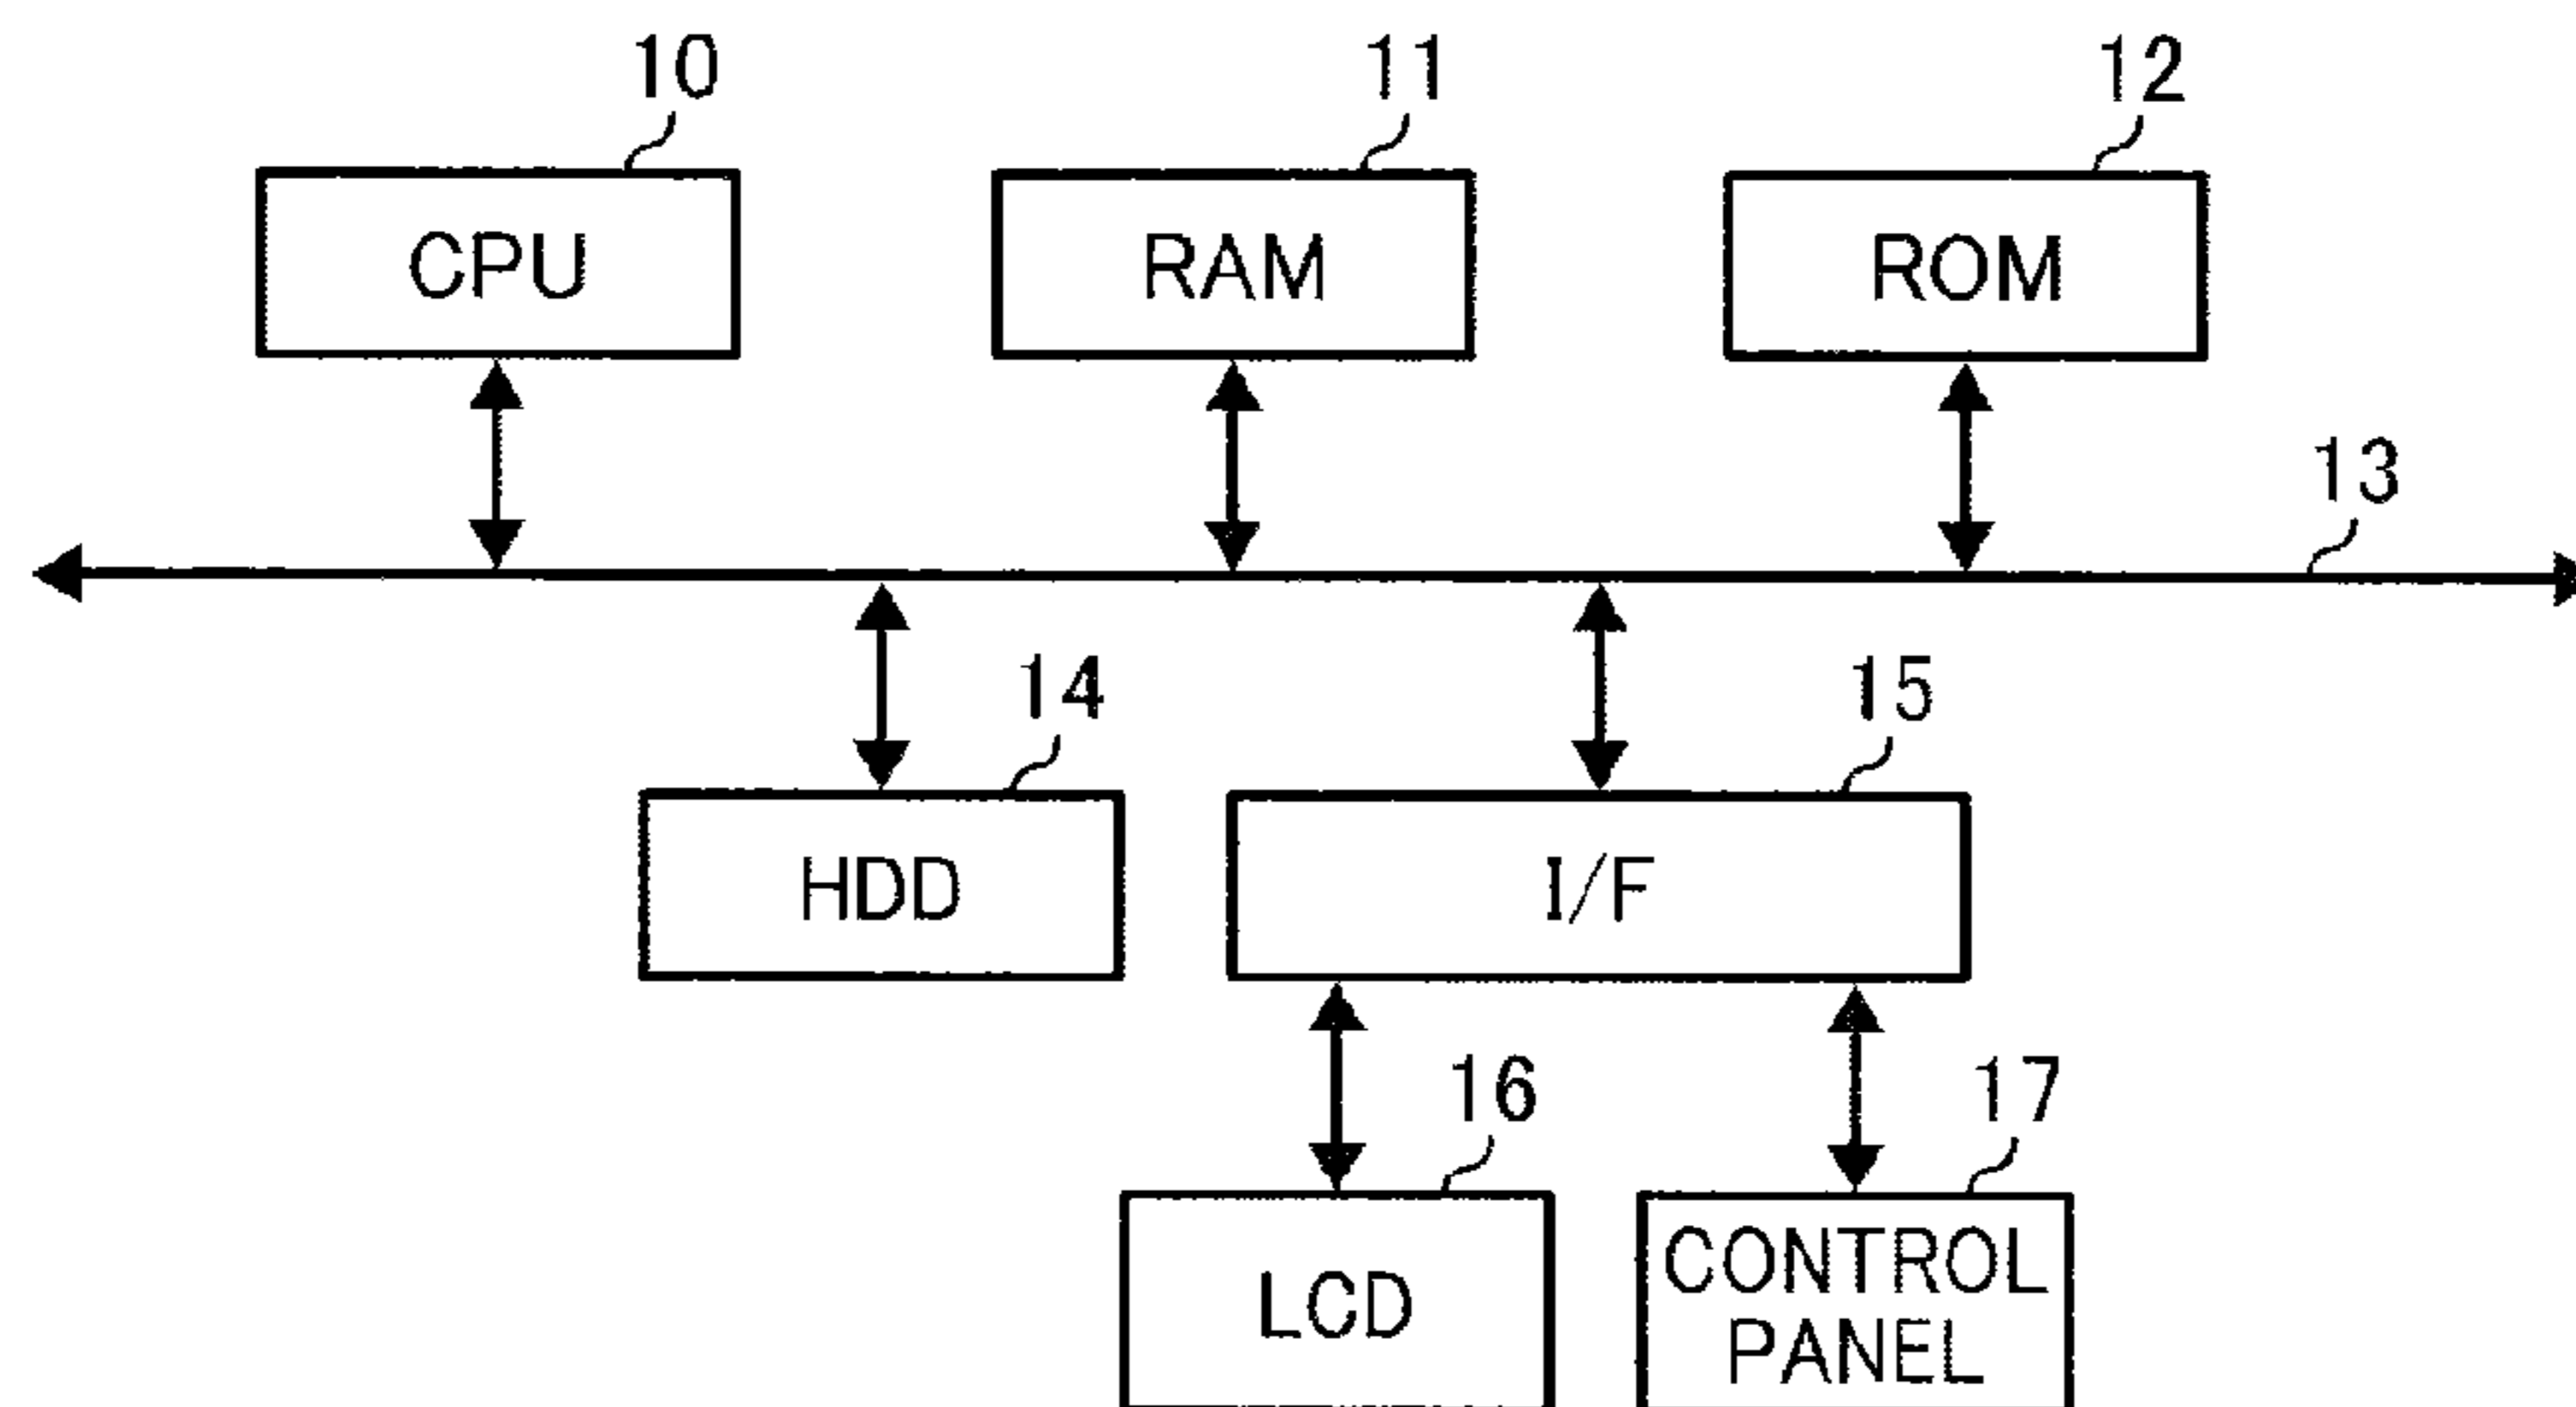 10
11
12
CPU
RAM
ROM
13
14
15
HDD
I/F
16
17
LCD
CONTROL
PANEL